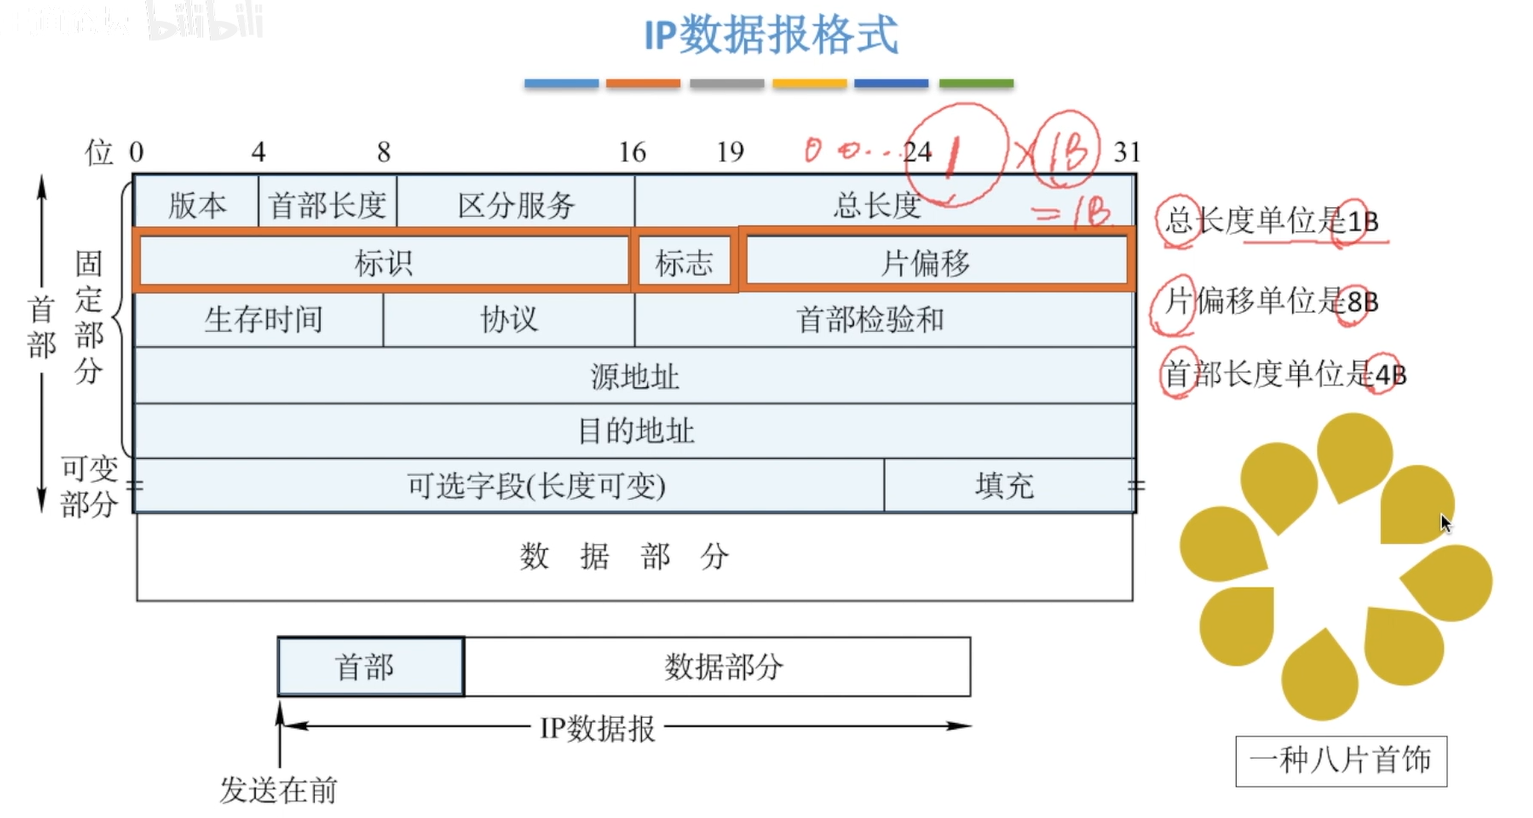 bilibili
IP数据报格式
0 0 ... 1 × 1B
位 0 4 8 16 19 24 31
版本 首部长度 区分服务 总长度
= 1B
总长度单位是1B
标识 标志 片偏移
片偏移单位是8B
生存时间 协议 首部检验和
首部长度单位是4B
源地址
目的地址
可选字段(长度可变) 填充
固定部分
首部
可变部分
数据部分
首部 数据部分
IP数据报
发送在前
一种八片首饰